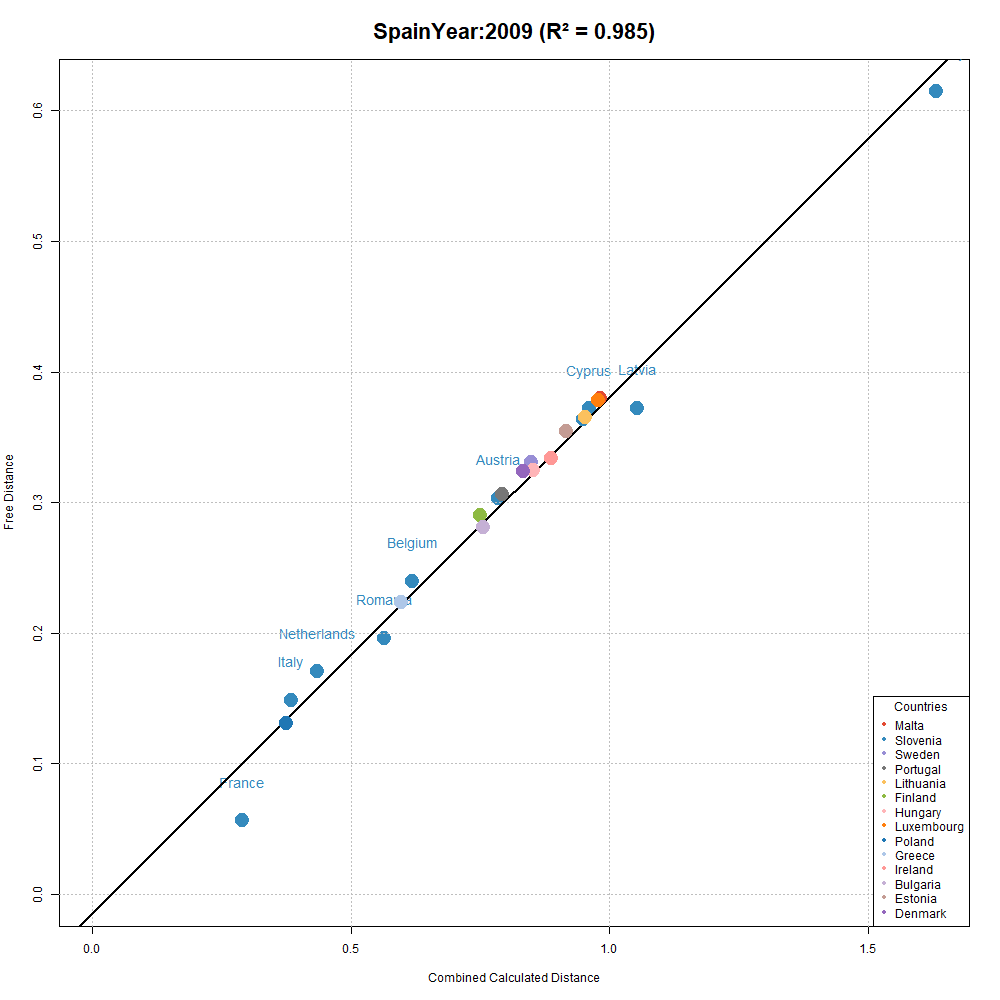 SpainYear:2009 (R² = 0.985)
Free Distance
0.6
0.5
0.4
0.3
0.2
0.1
0.0
Cyprus Latvia
Austria
Belgium
Romania
Netherlands
Italy
France
Countries
Malta
Slovenia
Sweden
Portugal
Lithuania
Finland
Hungary
Luxembourg
Poland
Greece
Ireland
Bulgaria
Estonia
Denmark
0.0 0.5 1.0 1.5
Combined Calculated Distance